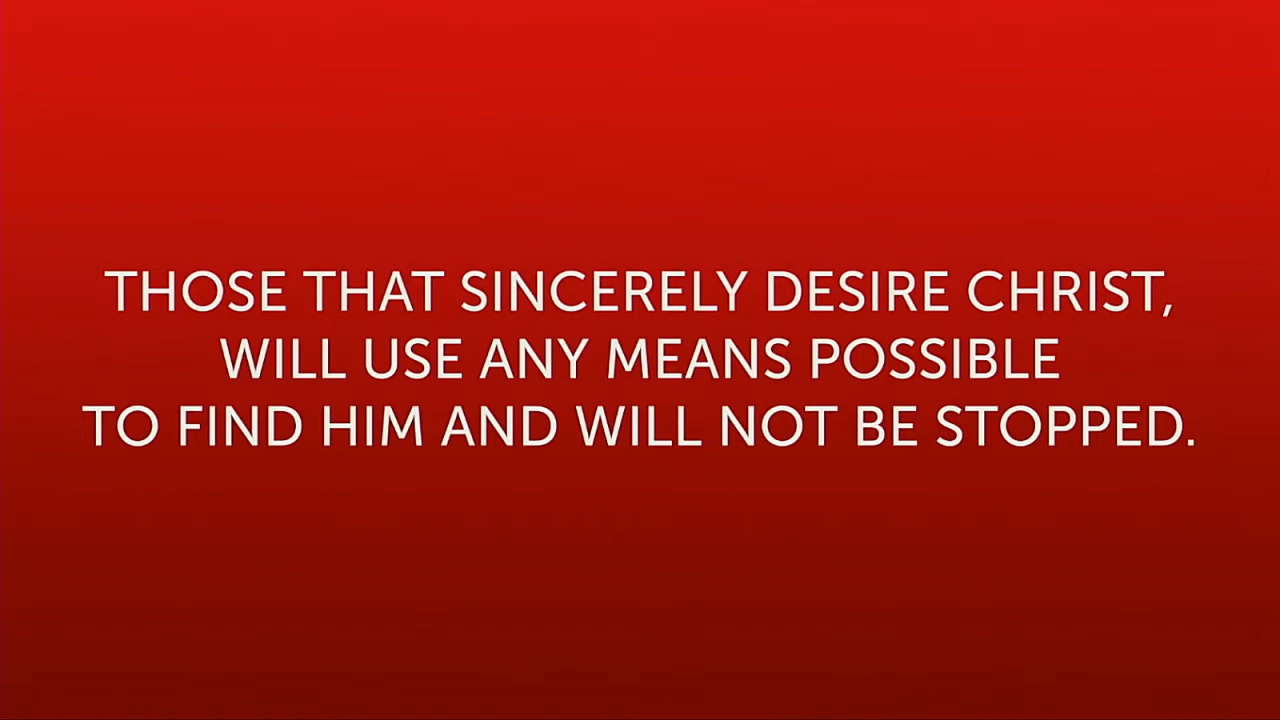 THOSE THAT SINCERELY DESIRE CHRIST,
WILL USE ANY MEANS POSSIBLE
TO FIND HIM AND WILL NOT BE STOPPED.